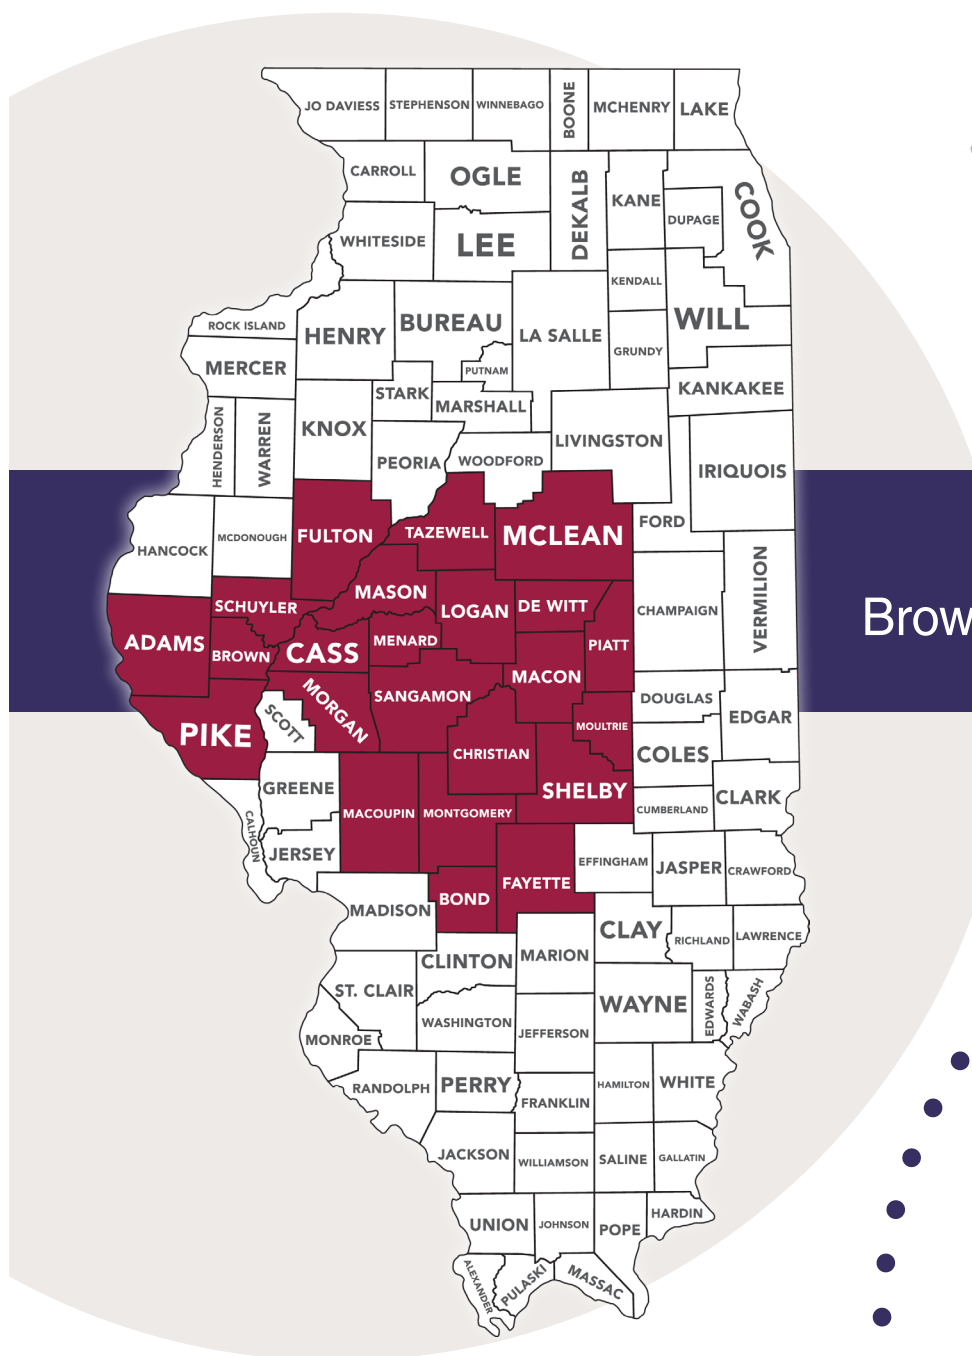 JO DAVIESS
STEPHENSON
WINNEBAGO
BOONE
MCHENRY
LAKE
CARROLL
OGLE
DEKALB
KANE
DUPAGE
COOK
WHITESIDE
LEE
KENDALL
ROCK ISLAND
HENRY
BUREAU
LA SALLE
WILL
GRUNDY
MERCER
PUTNAM
KANKAKEE
STARK
MARSHALL
HENDERSON
WARREN
KNOX
LIVINGSTON
PEORIA
WOODFORD
IRIQUOIS
HANCOCK
MCDONOUGH
FULTON
TAZEWELL
MCLEAN
FORD
VERMILION
SCHUYLER
MASON
LOGAN
DE WITT
CHAMPAIGN
Brow
ADAMS
BROWN
CASS
MENARD
PIATT
MACON
SANGAMON
MORGAN
SCOTT
PIKE
MOULTRIE
DOUGLAS
EDGAR
CHRISTIAN
COLES
GREENE
SHELBY
MACOUPIN
MONTGOMERY
CUMBERLAND
CLARK
CALHOUN
JERSEY
EFFINGHAM
JASPER
CRAWFORD
FAYETTE
BOND
MADISON
CLAY
RICHLAND
LAWRENCE
CLINTON
MARION
ST. CLAIR
WAYNE
EDWARDS
WABASH
WASHINGTON
JEFFERSON
MONROE
RANDOLPH
PERRY
HAMILTON
WHITE
FRANKLIN
JACKSON
WILLIAMSON
SALINE
GALLATIN
UNION
JOHNSON
POPE
HARDIN
ALEXANDER
PULASKI
MASSAC